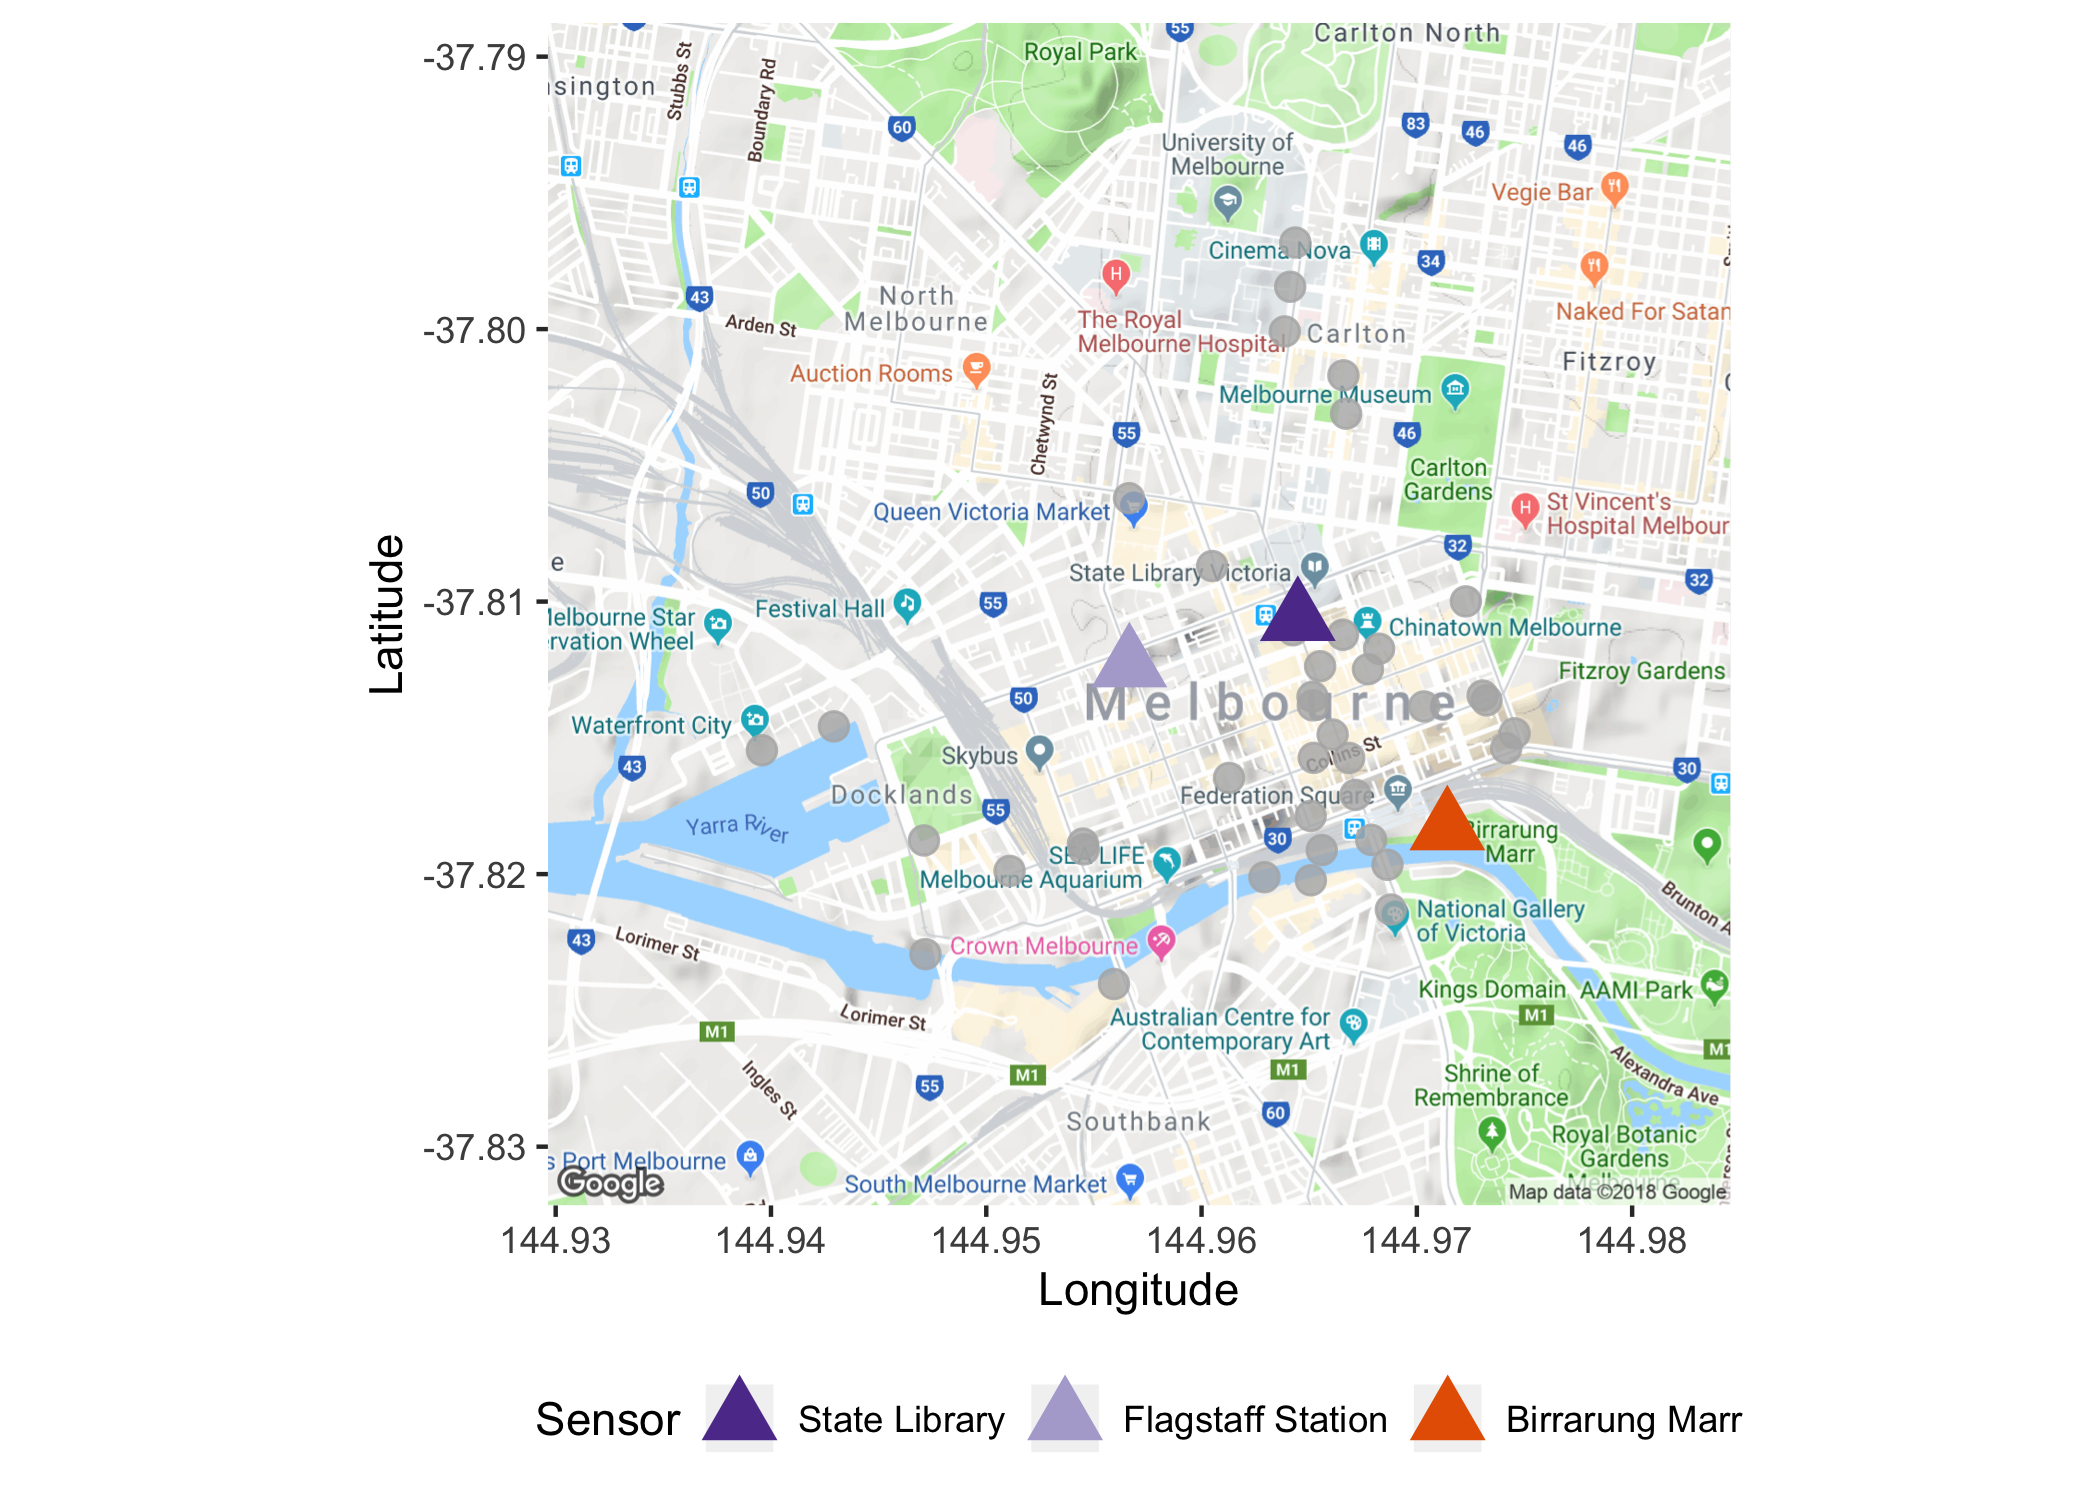 -37.79
-37.80
-37.81
-37.82
-37.83
Latitude
55
Carlton North
Royal Park
sington
Stubbs St
Boundary Rd
60
83
46
46
University of
Melbourne
Vegie Bar
Cinema Nova
34
43
North
Melbourne
Arden St
The Royal
Melbourne Hospital
Carlton
Naked For Satan
Fitzroy
Auction Rooms
Chetwynd St
Melbourne Museum
55
46
Carlton
Gardens
50
Queen Victoria Market
St Vincent's
Hospital Melbour
32
e
State Library Victoria
32
Melbourne Star
ervation Wheel
Festival Hall
55
Chinatown Melbourne
Fitzroy Gardens
50
Melbourne
Waterfront City
Skybus
Collins St
43
30
Docklands
55
Federation Square
Yarra River
30
Birrarung
Marr
SEA LIFE
Melbourne Aquarium
Brunton A
National Gallery
of Victoria
43
Lorimer St
Crown Melbourne
Kings Domain
AAMI Park
M1
Lorimer St
Australian Centre for
Contemporary Art
M1
M1
M1
M1
Ingles St
55
Shrine of
Remembrance
Alexandra Ave
60
Southbank
Royal Botanic
Gardens
Melbourne
s Port Melbourne
South Melbourne Market
Google
Map data ©2018 Google
144.93
144.94
144.95
144.96
144.97
144.98
Longitude
Sensor
State Library
Flagstaff Station
Birrarung Marr